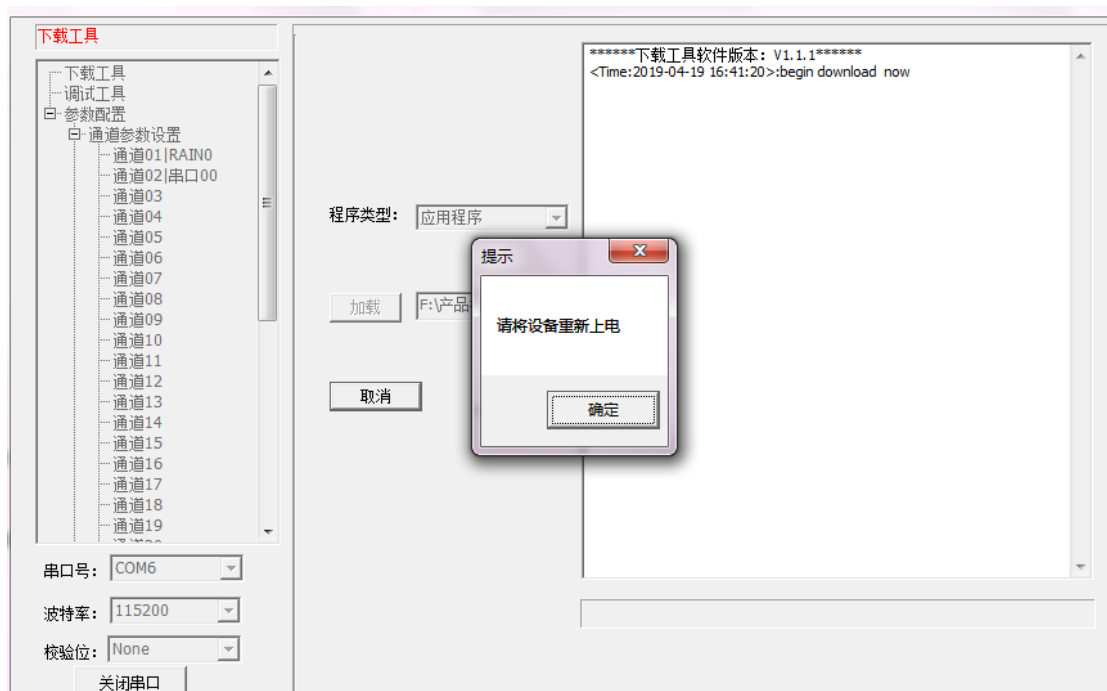 下载工具
下载工具
调试工具
参数配置
通道参数设置
通道01|RAIN0
通道02|串口00
通道03
通道04
通道05
通道06
通道07
通道08
通道09
通道10
通道11
通道12
通道13
通道14
通道15
通道16
通道17
通道18
通道19
串口号：
COM6
波特率：
115200
校验位：
None
关闭串口
程序类型：
应用程序
加载
F:\产品
取消
******下载工具软件版本：V1.1.1******
<Time:2019-04-19 16:41:20>:begin download  now
提示
请将设备重新上电
确定